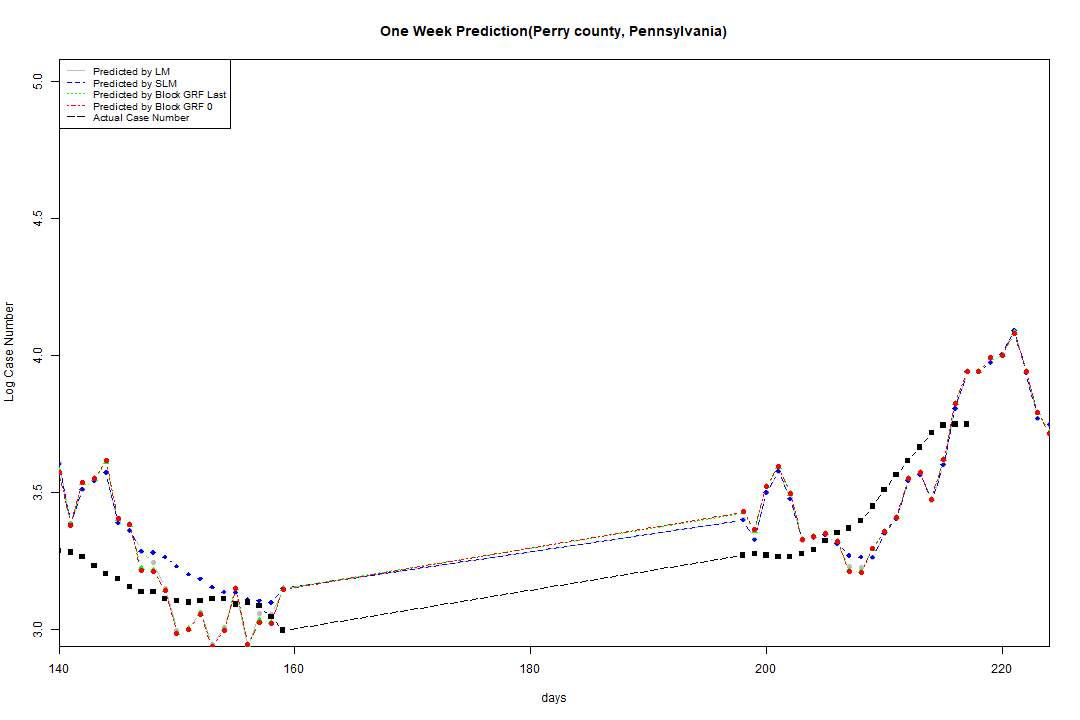 One Week Prediction(Perry county, Pennsylvania)
Predicted by LM
Predicted by SLM
Predicted by Block GRF Last
Predicted by Block GRF 0
Actual Case Number
5.0
4.5
4.0
3.5
3.0
Log Case Number
140 160 180 200 220
days